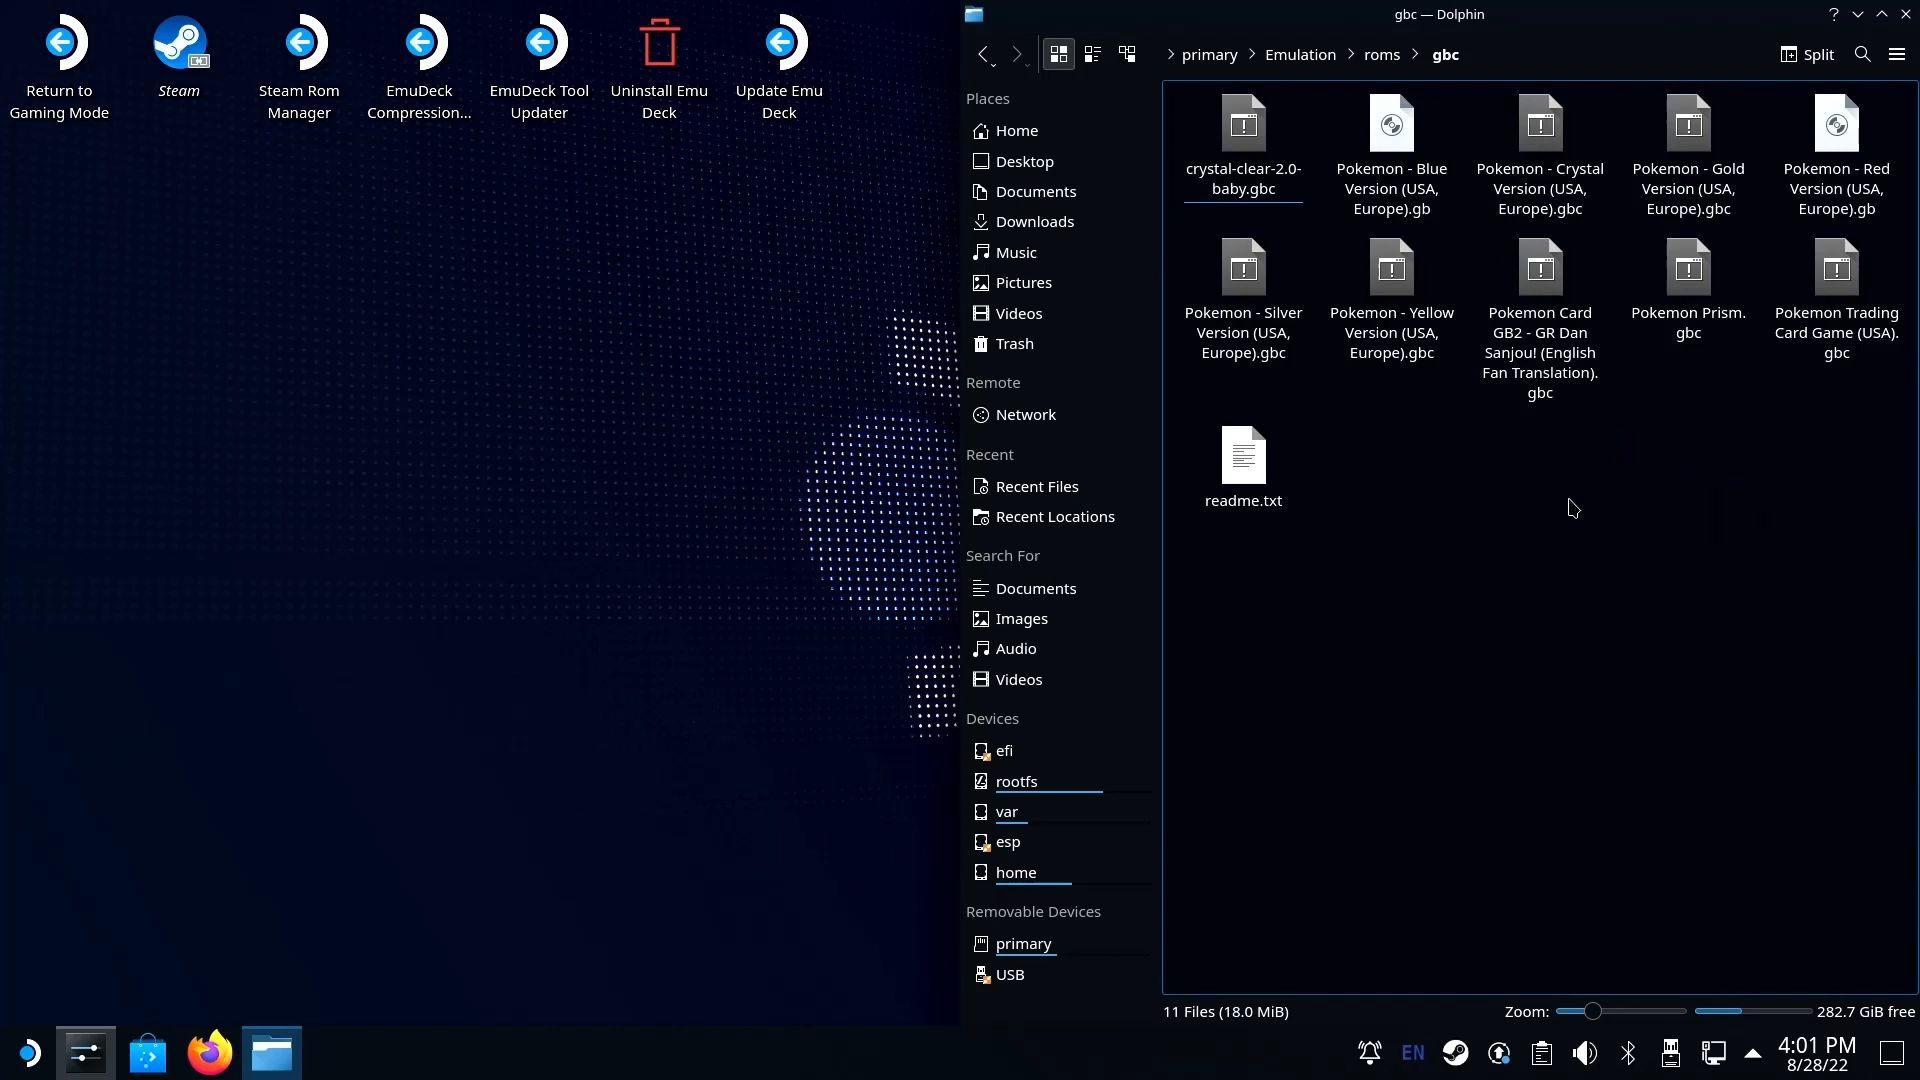 Return to
Gaming Mode
Steam
Steam Rom
Manager
EmuDeck
Compression...
EmuDeck Tool
Updater
Uninstall Emu
Deck
Update Emu
Deck
gbc — Dolphin
primary
Emulation
roms
gbc
Split
Places
Home
Desktop
Documents
Downloads
Music
Pictures
Videos
Trash
Remote
Network
Recent
Recent Files
Recent Locations
Search For
Documents
Images
Audio
Videos
Devices
efi
rootfs
var
esp
home
Removable Devices
primary
USB
crystal-clear-2.0-
baby.gbc
Pokemon - Blue
Version (USA,
Europe).gb
Pokemon - Crystal
Version (USA,
Europe).gbc
Pokemon - Gold
Version (USA,
Europe).gbc
Pokemon - Red
Version (USA,
Europe).gb
Pokemon - Silver
Version (USA,
Europe).gbc
Pokemon - Yellow
Version (USA,
Europe).gbc
Pokemon Card
GB2 - GR Dan
Sanjou! (English
Fan Translation).
gbc
Pokemon Prism.
gbc
Pokemon Trading
Card Game (USA).
gbc
readme.txt
11 Files (18.0 MiB)
Zoom:
282.7 GiB free
EN
4:01 PM
8/28/22